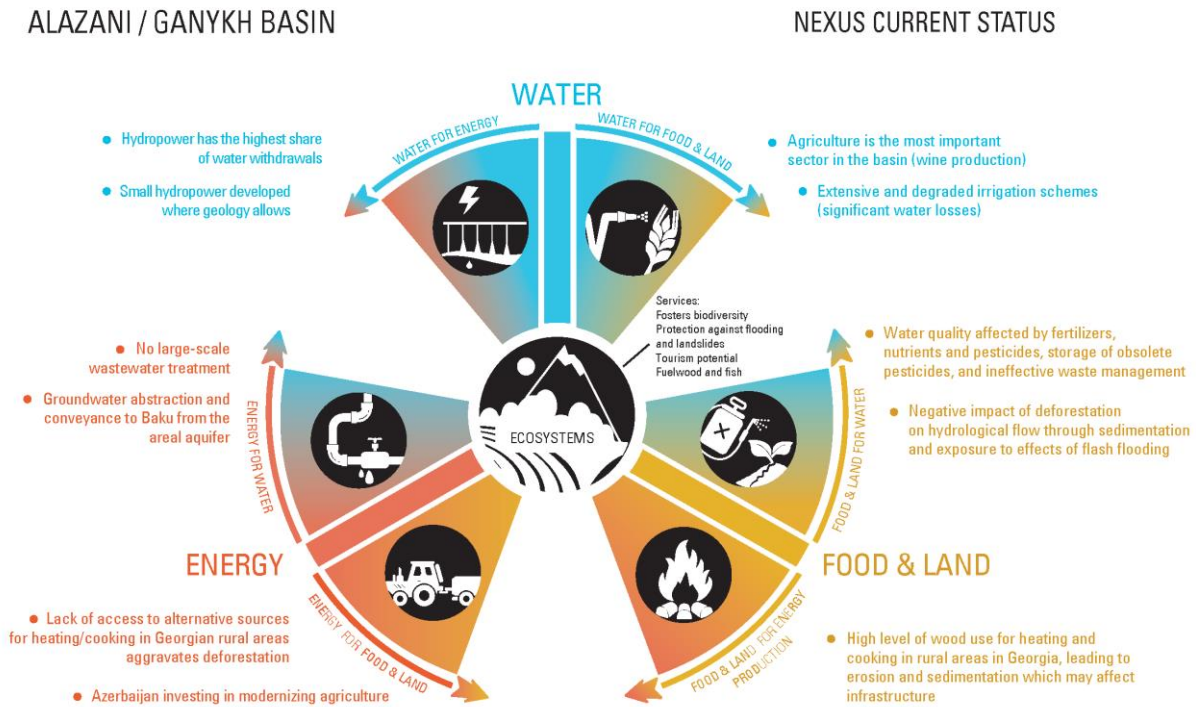 ALAZANI / GANYKH BASIN
NEXUS CURRENT STATUS
WATER
WATER FOR ENERGY
WATER FOR FOOD & LAND
• Hydropower has the highest share
of water withdrawals
• Small hydropower developed
where geology allows
• Agriculture is the most important
sector in the basin (wine production)
• Extensive and degraded irrigation schemes
(significant water losses)
Services:
Fosters biodiversity
Protection against flooding
and landslides
Tourism potential
Fuelwood and fish
• No large-scale
wastewater treatment
• Groundwater abstraction and
conveyance to Baku from the
areal aquifer
ENERGY FOR WATER
ECOSYSTEMS
• Water quality affected by fertilizers,
nutrients and pesticides, storage of obsolete
pesticides, and ineffective waste management
• Negative impact of deforestation
on hydrological flow through sedimentation
and exposure to effects of flash flooding
FOOD & LAND FOR WATER
ENERGY
FOOD & LAND
• Lack of access to alternative sources
for heating/cooking in Georgian rural areas
aggravates deforestation
• Azerbaijan investing in modernizing agriculture
ENERGY FOR FOOD & LAND
FOOD & LAND FOR ENERGY
PRODUCTION
• High level of wood use for heating and
cooking in rural areas in Georgia, leading to
erosion and sedimentation which may affect
infrastructure